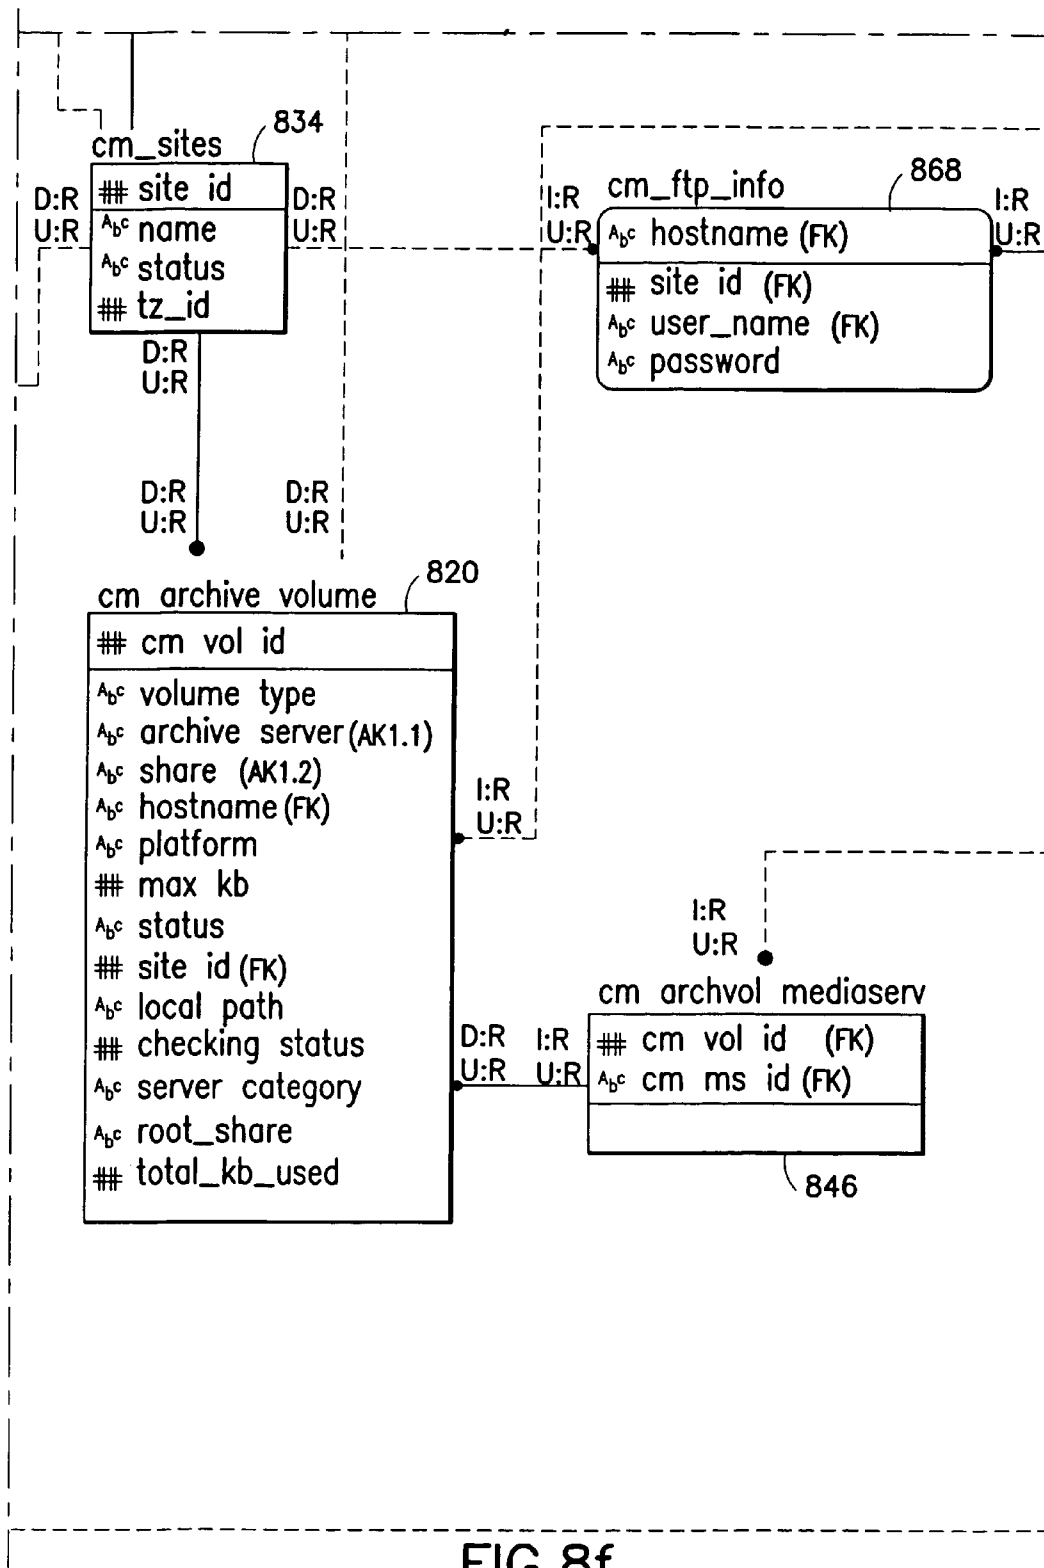 834
cm_sites
## site id
Abc name
Abc status
## tz_id
D:R
U:R
D:R
U:R
D:R
U:R
868
cm_ftp_info
Abc hostname (FK)
## site id (FK)
Abc user_name (FK)
Abc password
I:R
U:R
I:R
U:R
D:R
U:R
D:R
U:R
820
cm archive volume
## cm vol id
Abc volume type
Abc archive server (AK1.1)
Abc share (AK1.2)
Abc hostname (FK)
Abc platform
## max kb
Abc status
## site id (FK)
Abc local path
## checking status
Abc server category
Abc root_share
## total_kb_used
I:R
U:R
I:R
U:R
cm archvol mediaserv
## cm vol id (FK)
Abc cm ms id (FK)
D:R I:R
U:R U:R
846
FIG.8f